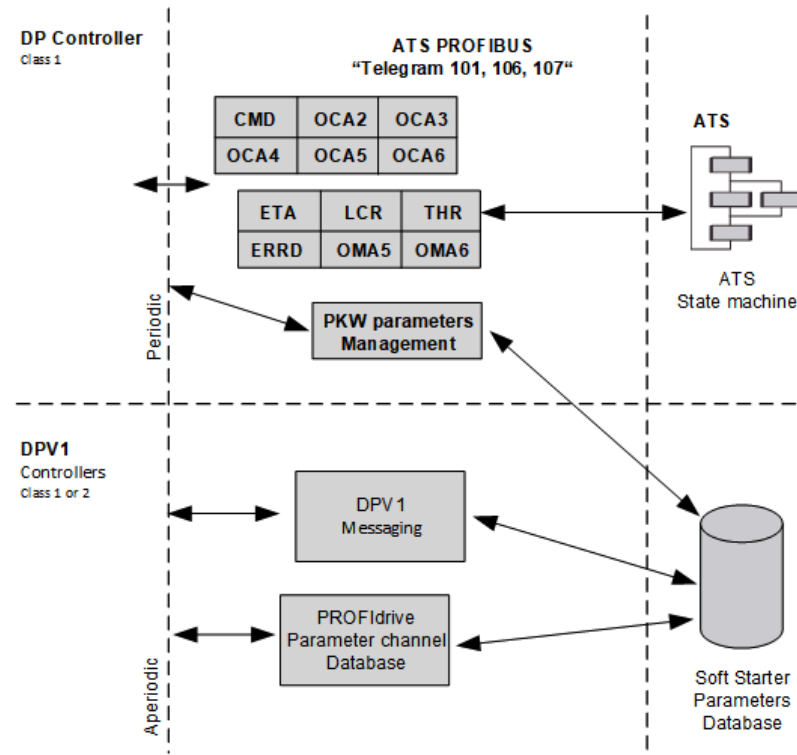 DP Controller
Class 1
ATS PROFIBUS
“Telegram 101, 106, 107“
CMD OCA2 OCA3
OCA4 OCA5 OCA6
ETA LCR THR
ERRD OMA5 OMA6
PKW parameters
Management
Periodic
ATS
ATS
State machine
DPV1
Controllers
Class 1 or 2
DPV1
Messaging
PROFIdrive
Parameter channel
Database
Aperiodic
Soft Starter
Parameters
Database